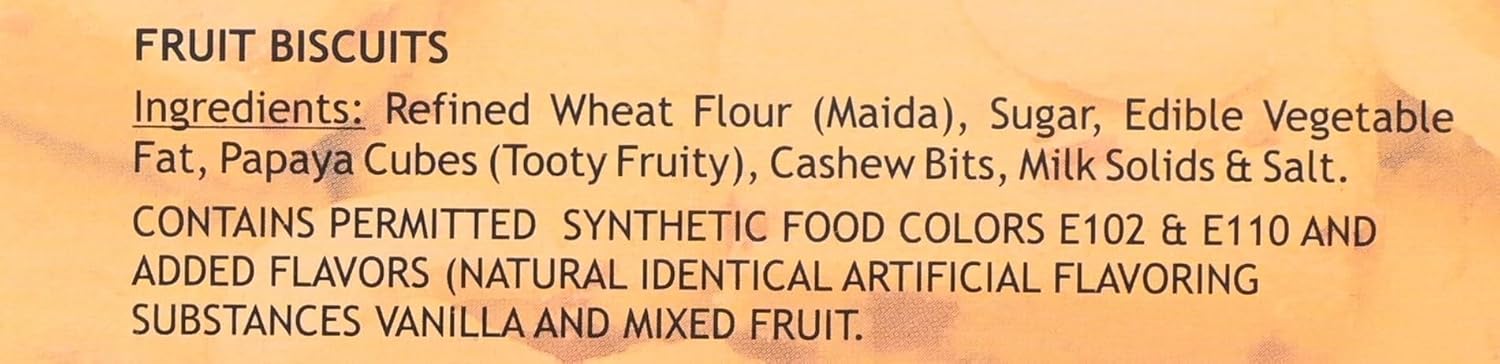 FRUIT BISCUITS
Ingredients: Refined Wheat Flour (Maida), Sugar, Edible Vegetable
Fat, Papaya Cubes (Tooty Fruity), Cashew Bits, Milk Solids & Salt.
CONTAINS PERMITTED SYNTHETIC FOOD COLORS E102 & E110 AND
ADDED FLAVORS (NATURAL IDENTICAL ARTIFICIAL FLAVORING
SUBSTANCES VANILLA AND MIXED FRUIT.